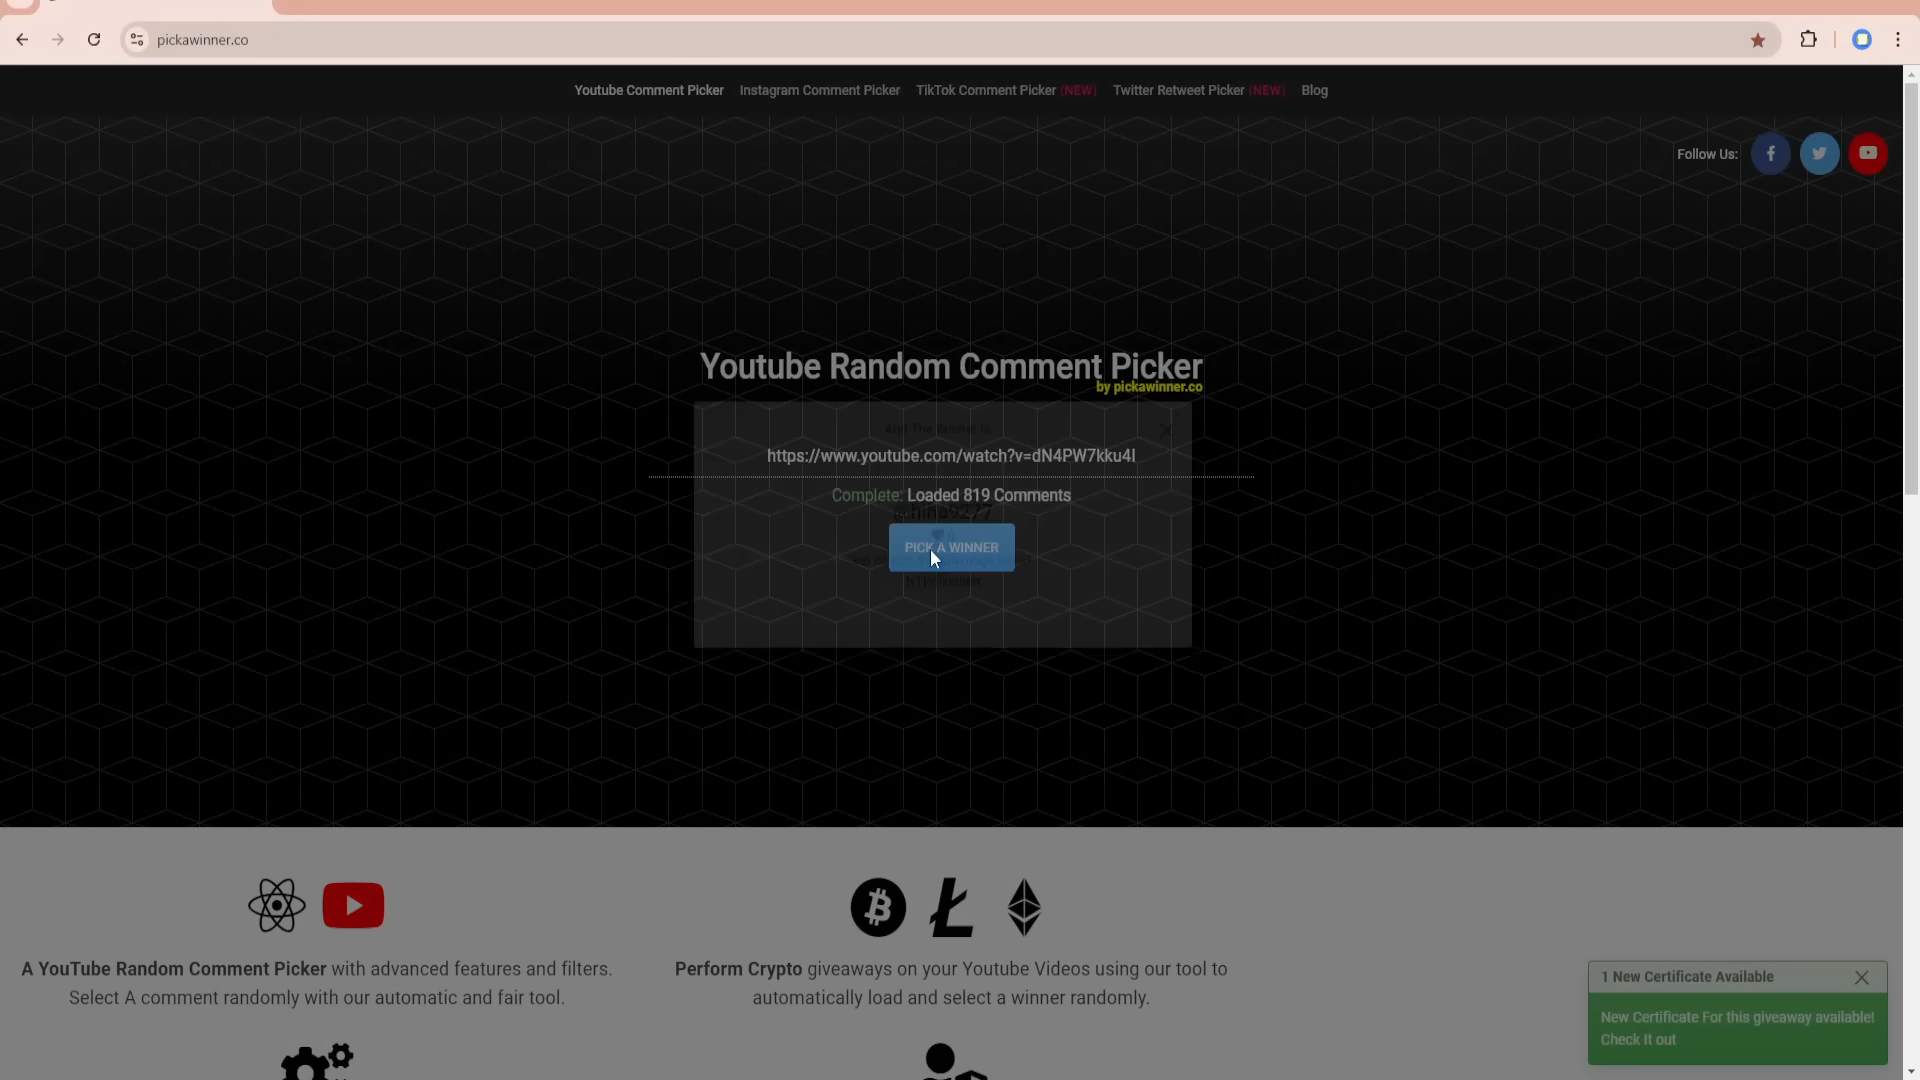 pickawinner.co
Youtube Comment Picker Instagram Comment Picker TikTok Comment Picker (NEW) Twitter Retweet Picker (NEW) Blog
Follow Us:
Youtube Random Comment Picker
by pickawinner.co
And The Winner Is
https://www.youtube.com/watch?v=dN4PW7kku4I
Complete: Loaded 819 Comments
PICK A WINNER
A YouTube Random Comment Picker with advanced features and filters.
Select A comment randomly with our automatic and fair tool.
Perform Crypto giveaways on your Youtube Videos using our tool to
automatically load and select a winner randomly.
1 New Certificate Available
New Certificate For this giveaway available!
Check It out